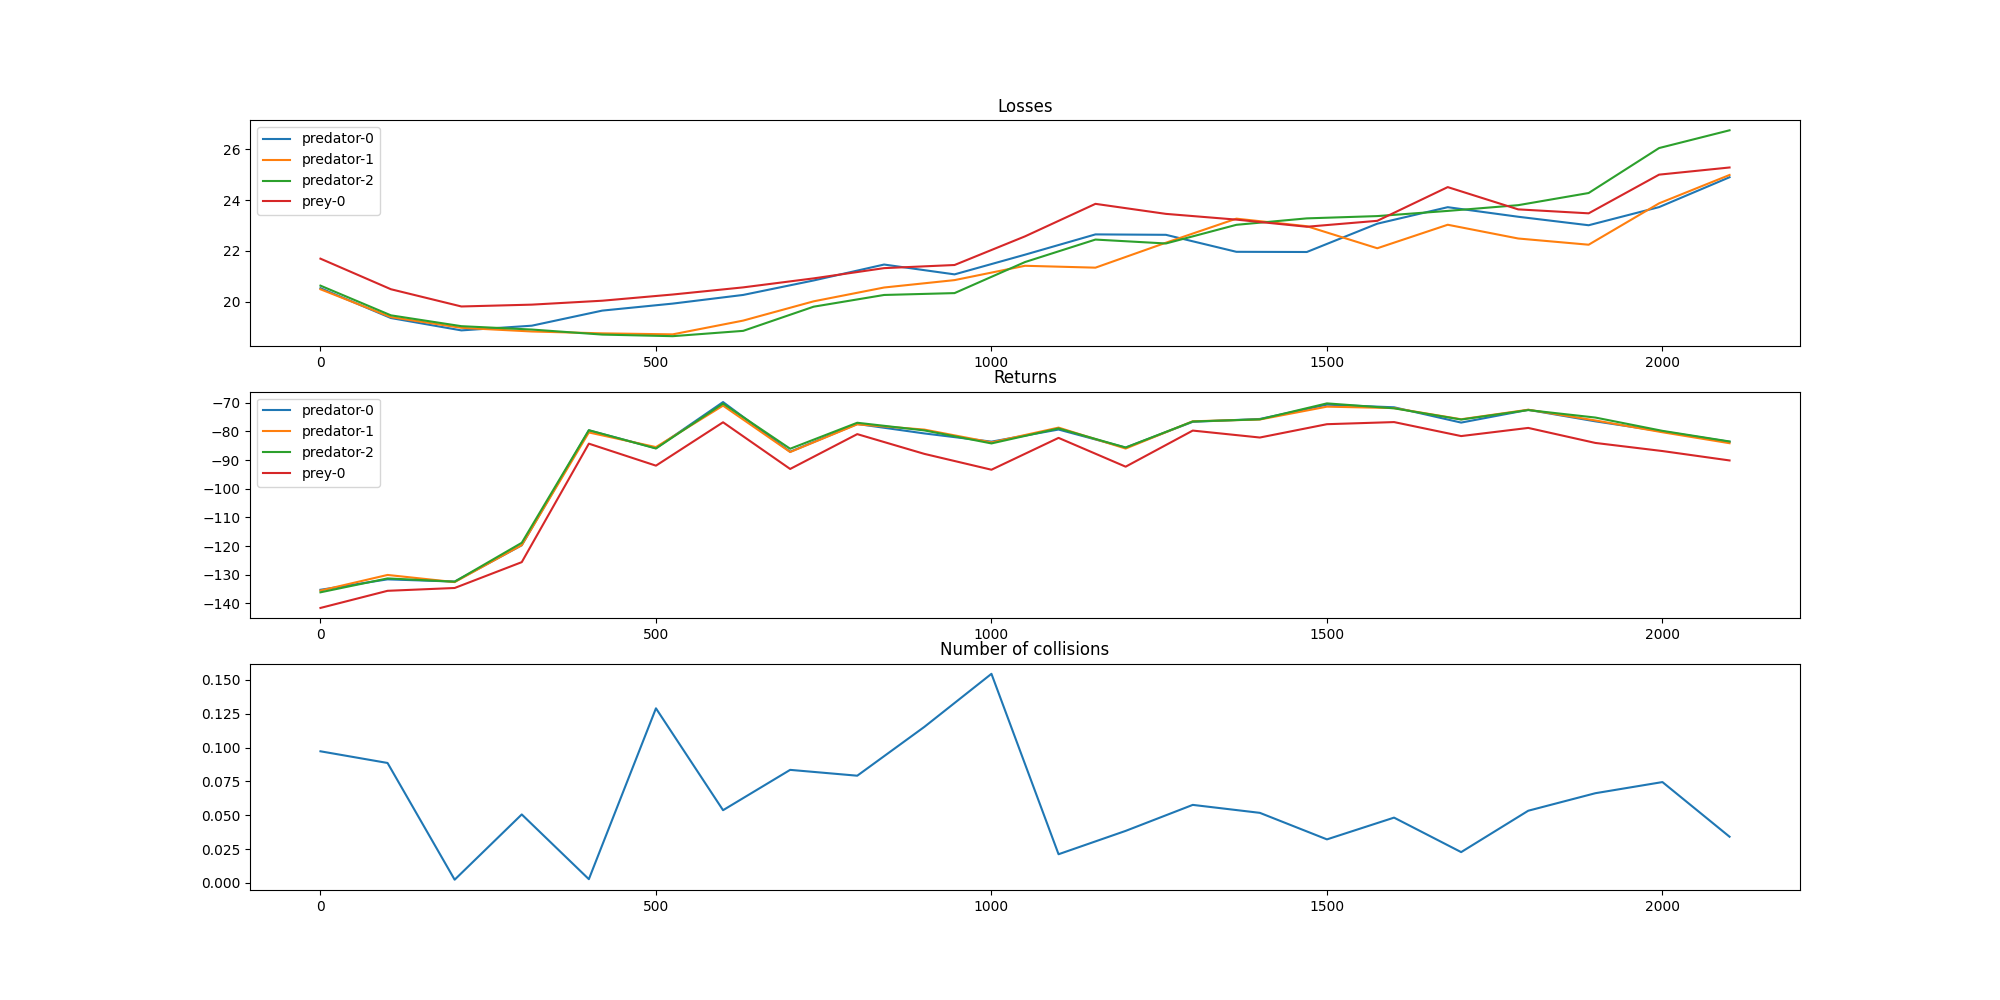 Losses
predator-0
predator-1
predator-2
prey-0
26
24
22
20
0 500 1000 1500 2000
Returns
predator-0
predator-1
predator-2
prey-0
−70
−80
−90
−100
−110
−120
−130
−140
0 500 1000 1500 2000
Number of collisions
0.150
0.125
0.100
0.075
0.050
0.025
0.000
0 500 1000 1500 2000